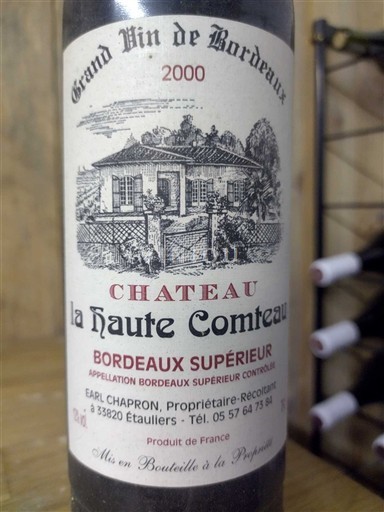 Grand Vin de Bordeaux
2000
CHATEAU
la Haute Comteau
BORDEAUX SUPÉRIEUR
APPELLATION BORDEAUX SUPÉRIEUR CONTRÔLÉE
EARL CHAPRON, Propriétaire-Récoltant
à 33820 Étauliers - Tél. 05 57 64 73 84
Produit de France
Mis en Bouteille à la Propriété